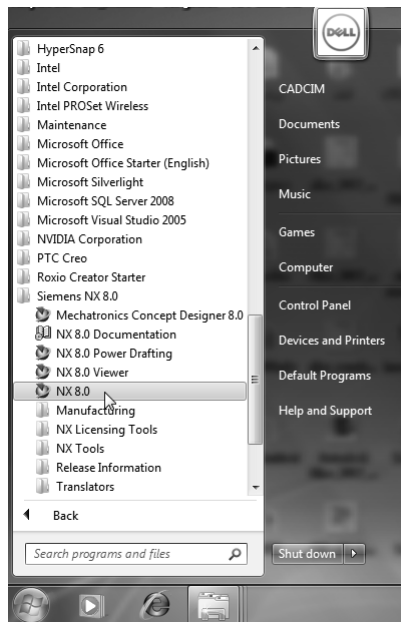 HyperSnap 6
Intel
Intel Corporation
Intel PROSet Wireless
Maintenance
Microsoft Office
Microsoft Office Starter (English)
Microsoft Silverlight
Microsoft SQL Server 2008
Microsoft Visual Studio 2005
NVIDIA Corporation
PTC Creo
Roxio Creator Starter
Siemens NX 8.0
Mechatronics Concept Designer 8.0
NX 8.0 Documentation
NX 8.0 Power Drafting
NX 8.0 Viewer
NX 8.0
Manufacturing
NX Licensing Tools
NX Tools
Release Information
Translators
Back
Search programs and files
DELL
CADCIM
Documents
Pictures
Music
Games
Computer
Control Panel
Devices and Printers
Default Programs
Help and Support
Shut down